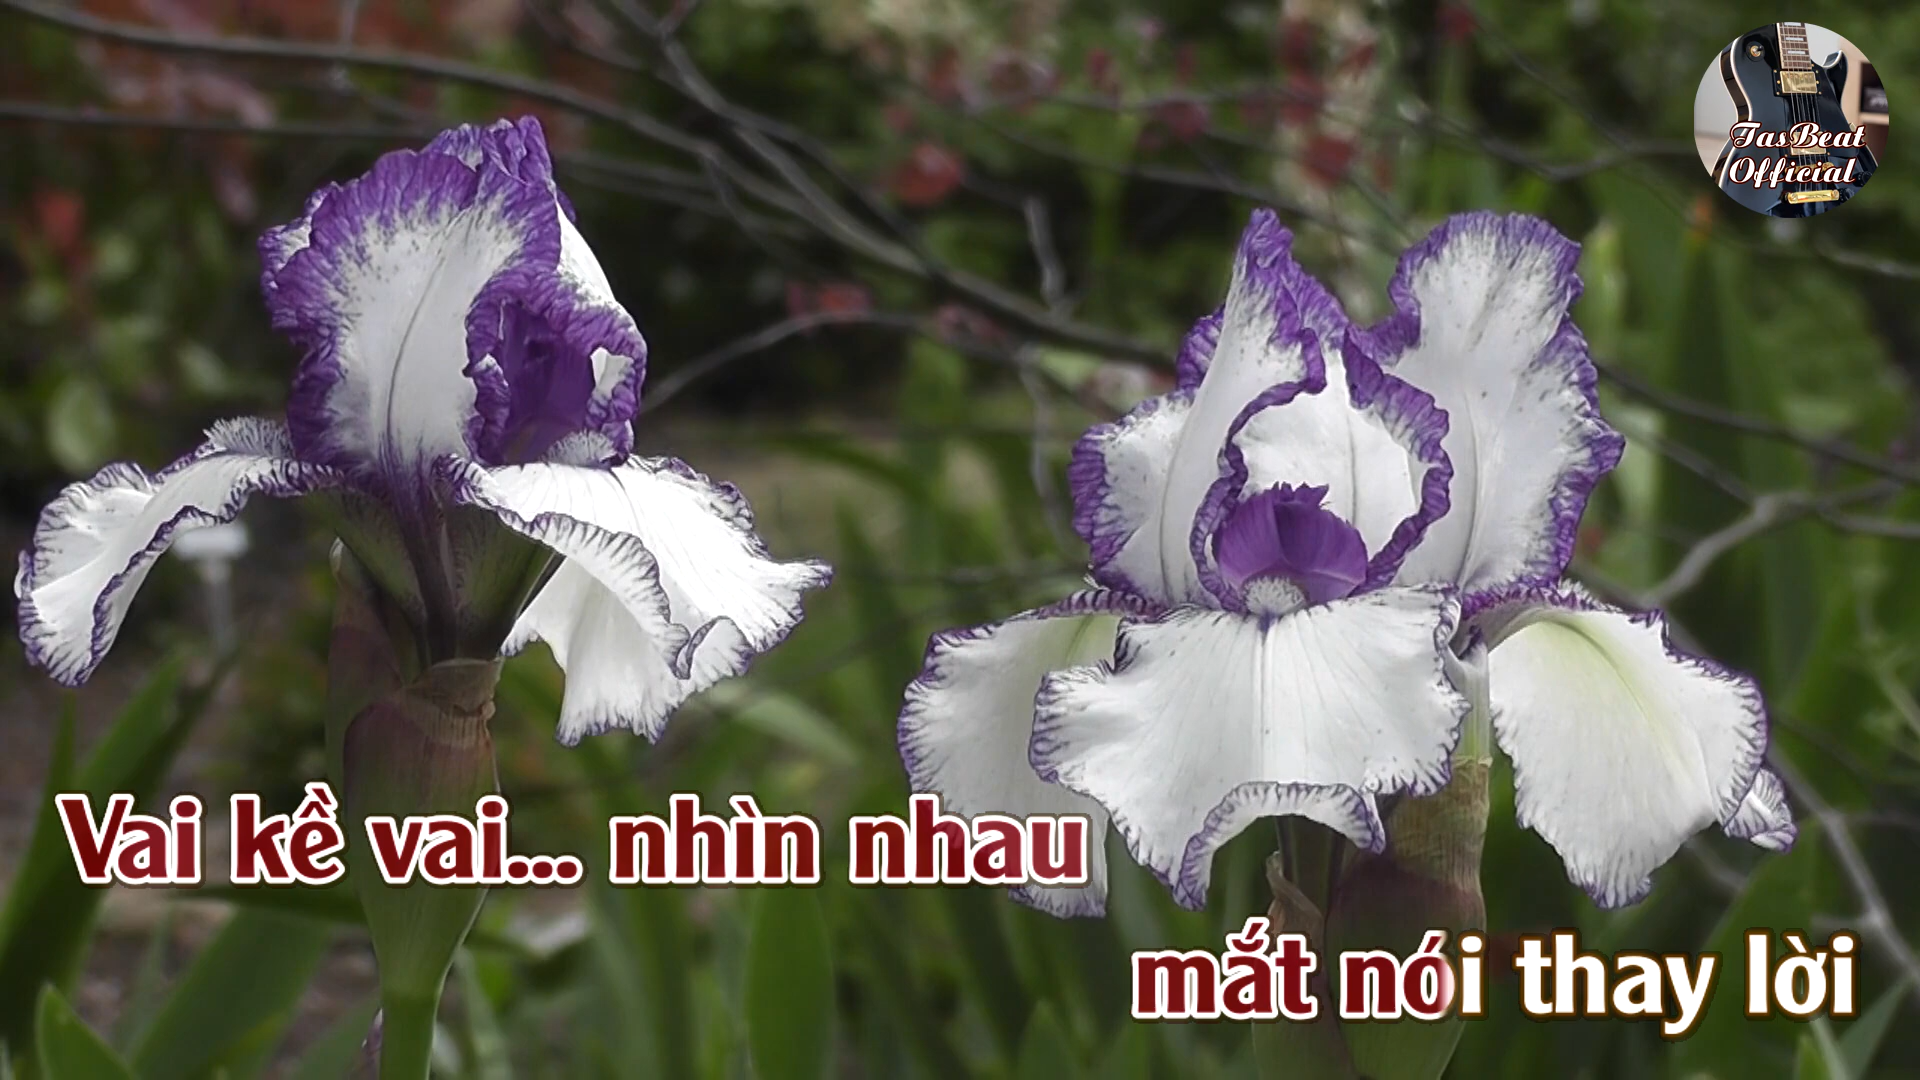 TasBeat
Official
Vai kề vai... nhìn nhau
mắt nói thay lời